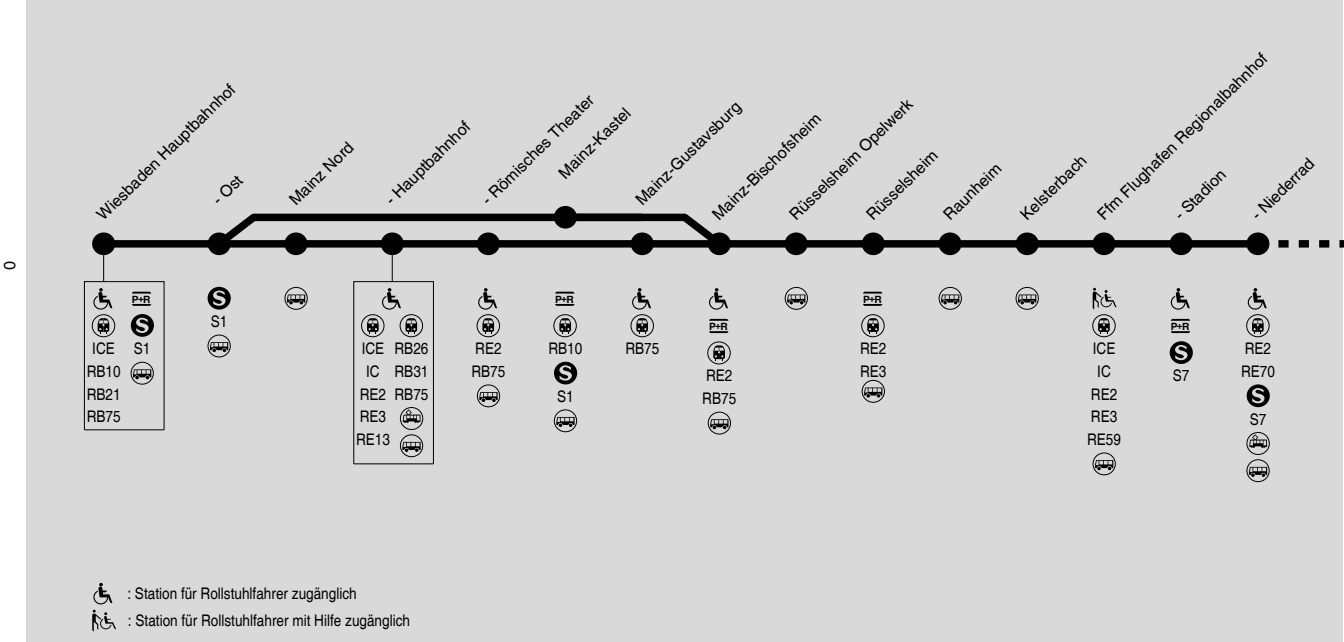 Wiesbaden Hauptbahnhof
- Ost
Mainz Nord
- Hauptbahnhof
- Römisches Theater
Mainz-Kastel
Mainz-Gustavsburg
Mainz-Bischofsheim
Rüsselsheim Opelwerk
Rüsselsheim
Raunheim
Kelsterbach
Ffm Flughafen Regionalbahnhof
- Stadion
- Niederrad
0
P+R
S
ICE S1
RB10
RB21
RB75
S
S1
ICE RB26
IC RB31
RE2 RB75
RE3
RE13
RE2
RB75
P+R
RB10
S
S1
RB75
P+R
RE2
RB75
P+R
RE2
RE3
ICE
IC
RE2
RE3
RE59
P+R
S
S7
RE2
RE70
S
S7
: Station für Rollstuhlfahrer zugänglich
: Station für Rollstuhlfahrer mit Hilfe zugänglich